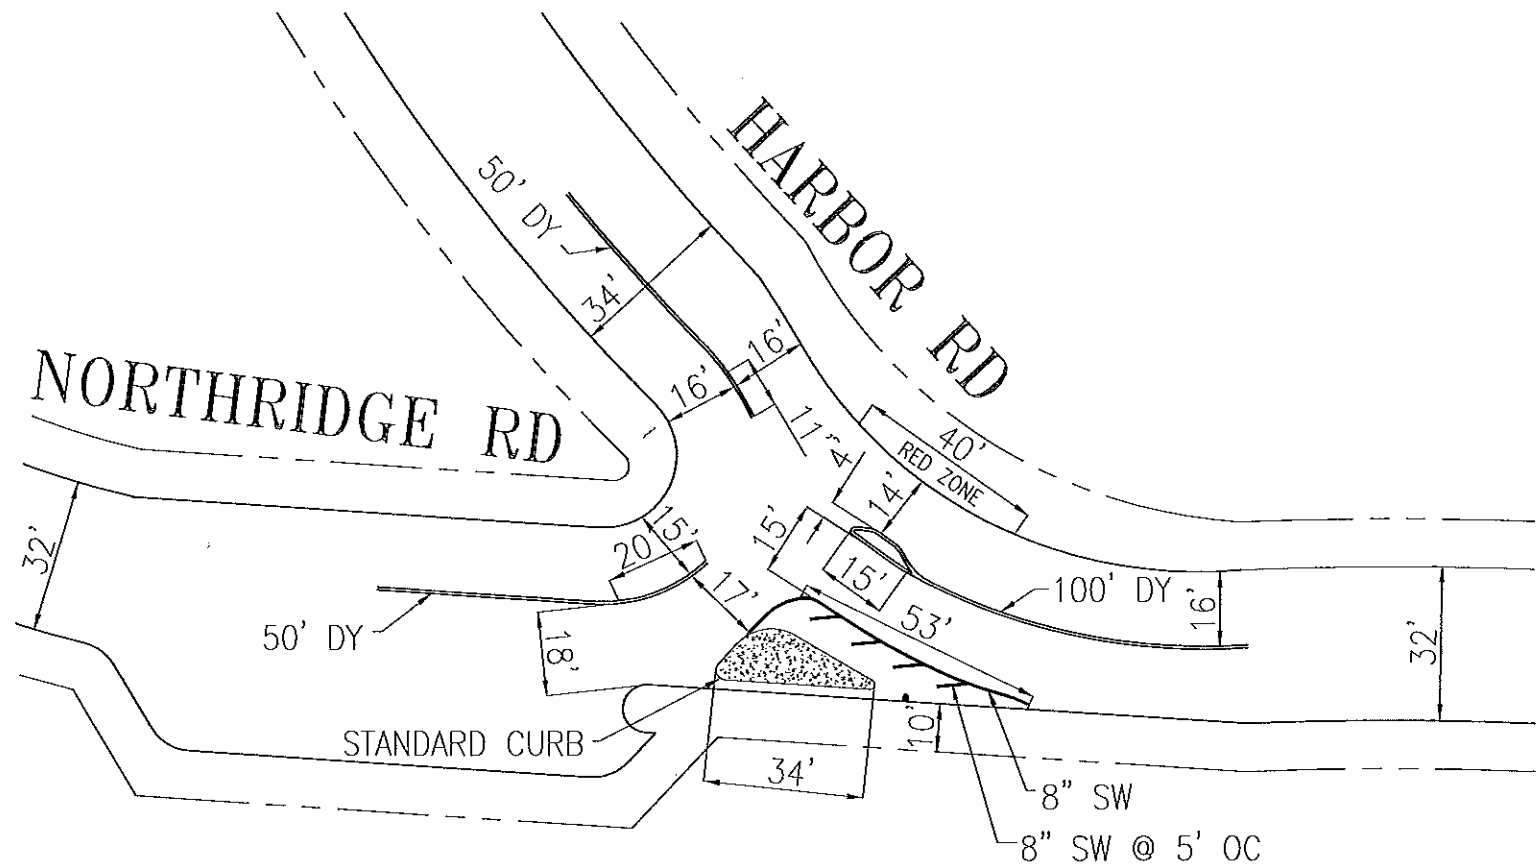 HARBOR RD
50' DY
34'
16'
16'
NORTHRIDGE RD
11'
4'
40'
RED ZONE
14'
15'
15'
20'
32'
15'
17'
100' DY
16'
53'
32'
50' DY
18'
10'
STANDARD CURB
34'
8" SW
8" SW @ 5' OC